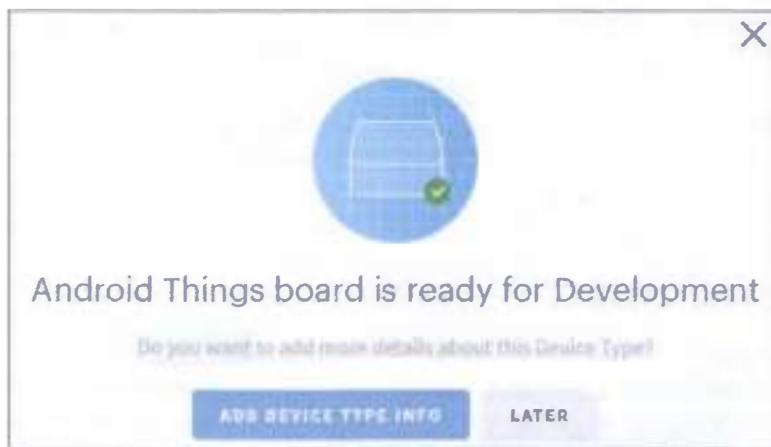 Android Things board is ready for Development
Do you want to add more details about this Device Type?
ADD DEVICE TYPE INFO
LATER